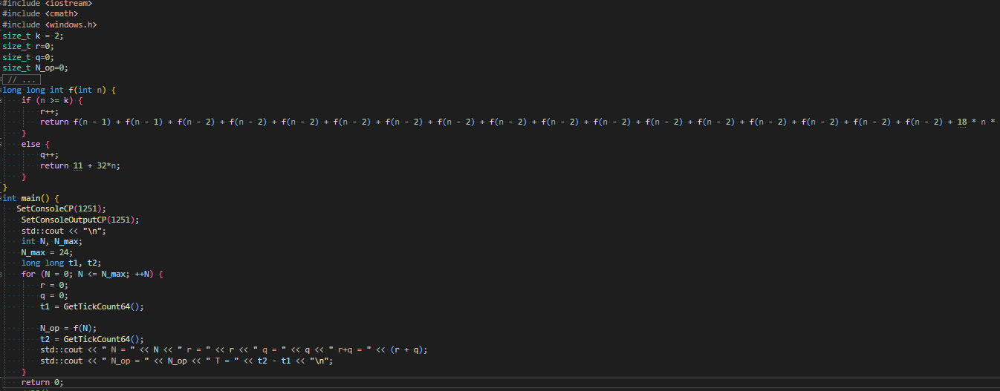 #include <iostream>
#include <cmath>
#include <windows.h>
size_t k = 2;
size_t r=0;
size_t q=0;
size_t N_op=0;
// ...
long long int f(int n) {
if (n >= k) {
r++;
return f(n - 1) + f(n - 1) + f(n - 2) + f(n - 2) + f(n - 2) + f(n - 2) + f(n - 2) + f(n - 2) + f(n - 2) + f(n - 2) + f(n - 2) + f(n - 2) + f(n - 2) + f(n - 2) + f(n - 2) + f(n - 2) + f(n - 2) + 18 * n *
}
else {
q++;
return 11 + 32*n;
}
}
int main() {
SetConsoleCP(1251);
SetConsoleOutputCP(1251);
std::cout << "\n";
int N, N_max;
N_max = 24;
long long t1, t2;
for (N = 0; N <= N_max; ++N) {
r = 0;
q = 0;
t1 = GetTickCount64();
N_op = f(N);
t2 = GetTickCount64();
std::cout << " N = " << N << " r = " << r << " q = " << q << " r+q = " << (r + q);
std::cout << " N_op = " << N_op << " T = " << t2 - t1 << "\n";
}
return 0;